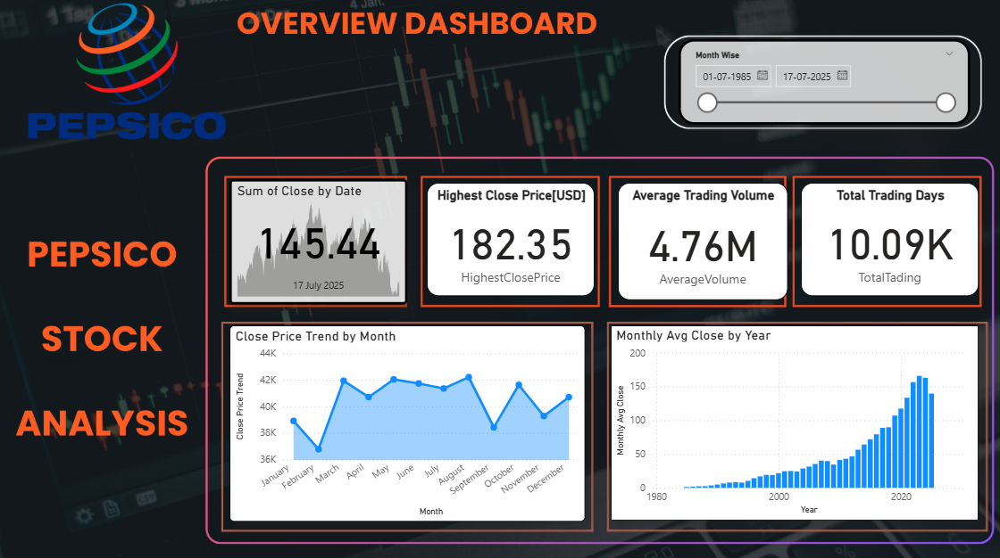 OVERVIEW DASHBOARD
PEPSICO
Month Wise
01-07-1985
17-07-2025
PEPSICO
STOCK
ANALYSIS
Sum of Close by Date
145.44
17 July 2025
Highest Close Price[USD]
182.35
HighestClosePrice
Average Trading Volume
4.76M
AverageVolume
Total Trading Days
10.09K
TotalTading
Close Price Trend by Month
Close Price Trend
44K
42K
40K
38K
36K
January
February
March
April
May
June
July
August
September
October
November
December
Month
Monthly Avg Close by Year
Monthly Avg Close
200
150
100
50
0
1980
2000
2020
Year
CSV